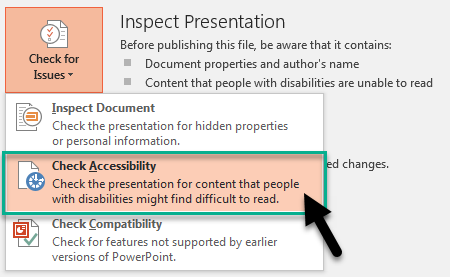 Check for
Issues
Inspect Presentation
Before publishing this file, be aware that it contains:
Document properties and author's name
Content that people with disabilities are unable to read
Inspect Document
Check the presentation for hidden properties
or personal information.
Check Accessibility
Check the presentation for content that people
with disabilities might find difficult to read.
ed changes.
Check Compatibility
Check for features not supported by earlier
versions of PowerPoint.